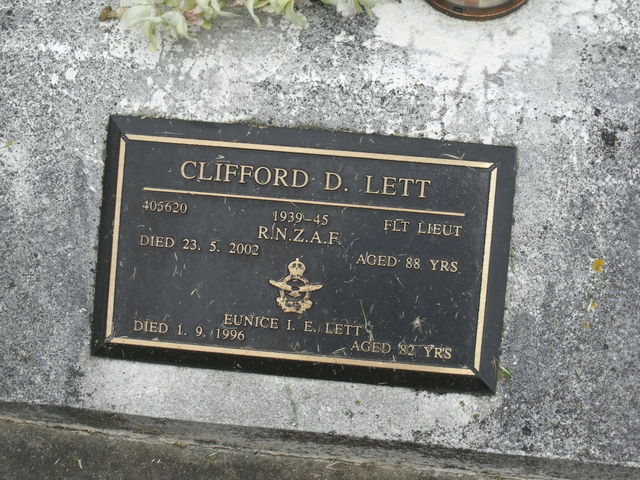 CLIFFORD D. LETT
405620 1939-45 FLT LIEUT
R.N.Z.A.F.
DIED 23. 5. 2002 AGED 88 YRS
EUNICE I. E. LETT
DIED 1. 9. 1996 AGED 82 YRS